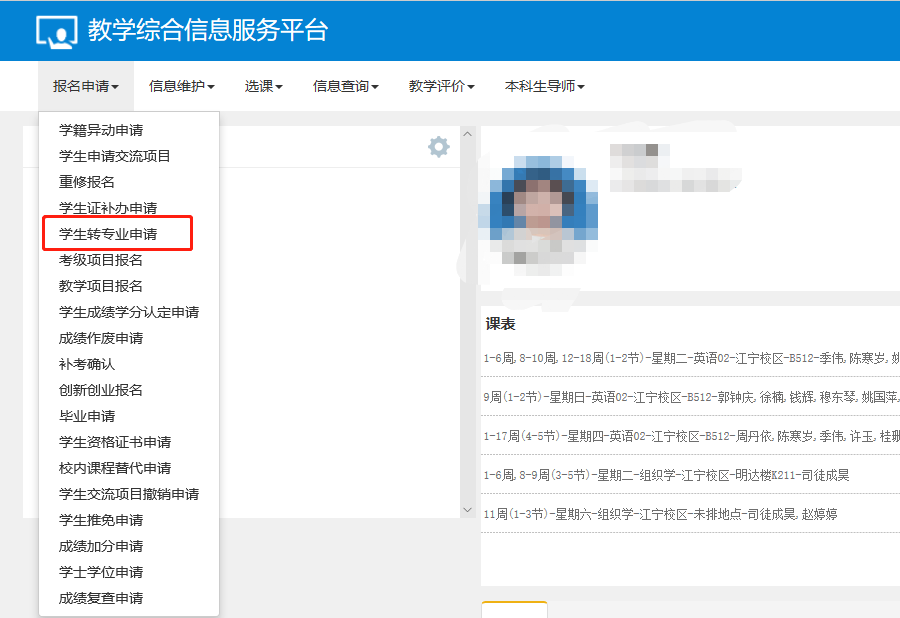 教学综合信息服务平台
报名申请
信息维护
选课
信息查询
教学评价
本科生导师
学籍异动申请
学生申请交流项目
重修报名
学生证补办申请
学生转专业申请
考级项目报名
教学项目报名
学生成绩学分认定申请
成绩作废申请
补考确认
创新创业报名
毕业申请
学生资格证书申请
校内课程替代申请
学生交流项目撤销申请
学生推免申请
成绩加分申请
学士学位申请
成绩复查申请
课表
1-6周,8-10周,12-18周(1-2节)-星期二-英语02-江宁校区-B512-季伟,陈寒岁,
9周(1-2节)-星期日-英语02-江宁校区-B512-郭钟庆,徐楠,钱辉,穆东琴,姚国萍,
1-17周(4-5节)-星期四-英语02-江宁校区-B512-周丹依,陈寒岁,季伟,许玉,桂
1-6周,8-9周(3-5节)-星期二-组织学-江宁校区-明达楼K211-司徒成昊
11周(1-3节)-星期六-组织学-江宁校区-未排地点-司徒成昊,赵婷婷